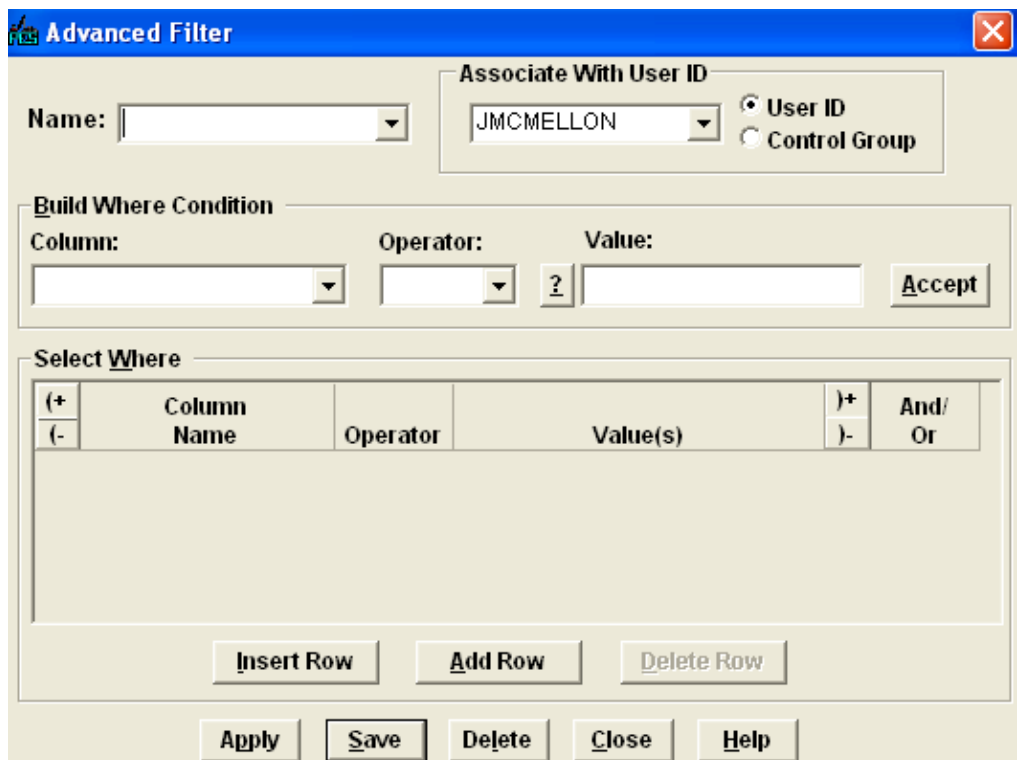 Advanced Filter
Associate With User ID
Name:
JMCMELLON
User ID
Control Group
Build Where Condition
Column:
Operator:
Value:
?
Accept
Select Where
(+
(-
Column
Name
Operator
Value(s)
)+
)-
And/
Or
Insert Row
Add Row
Delete Row
Apply
Save
Delete
Close
Help